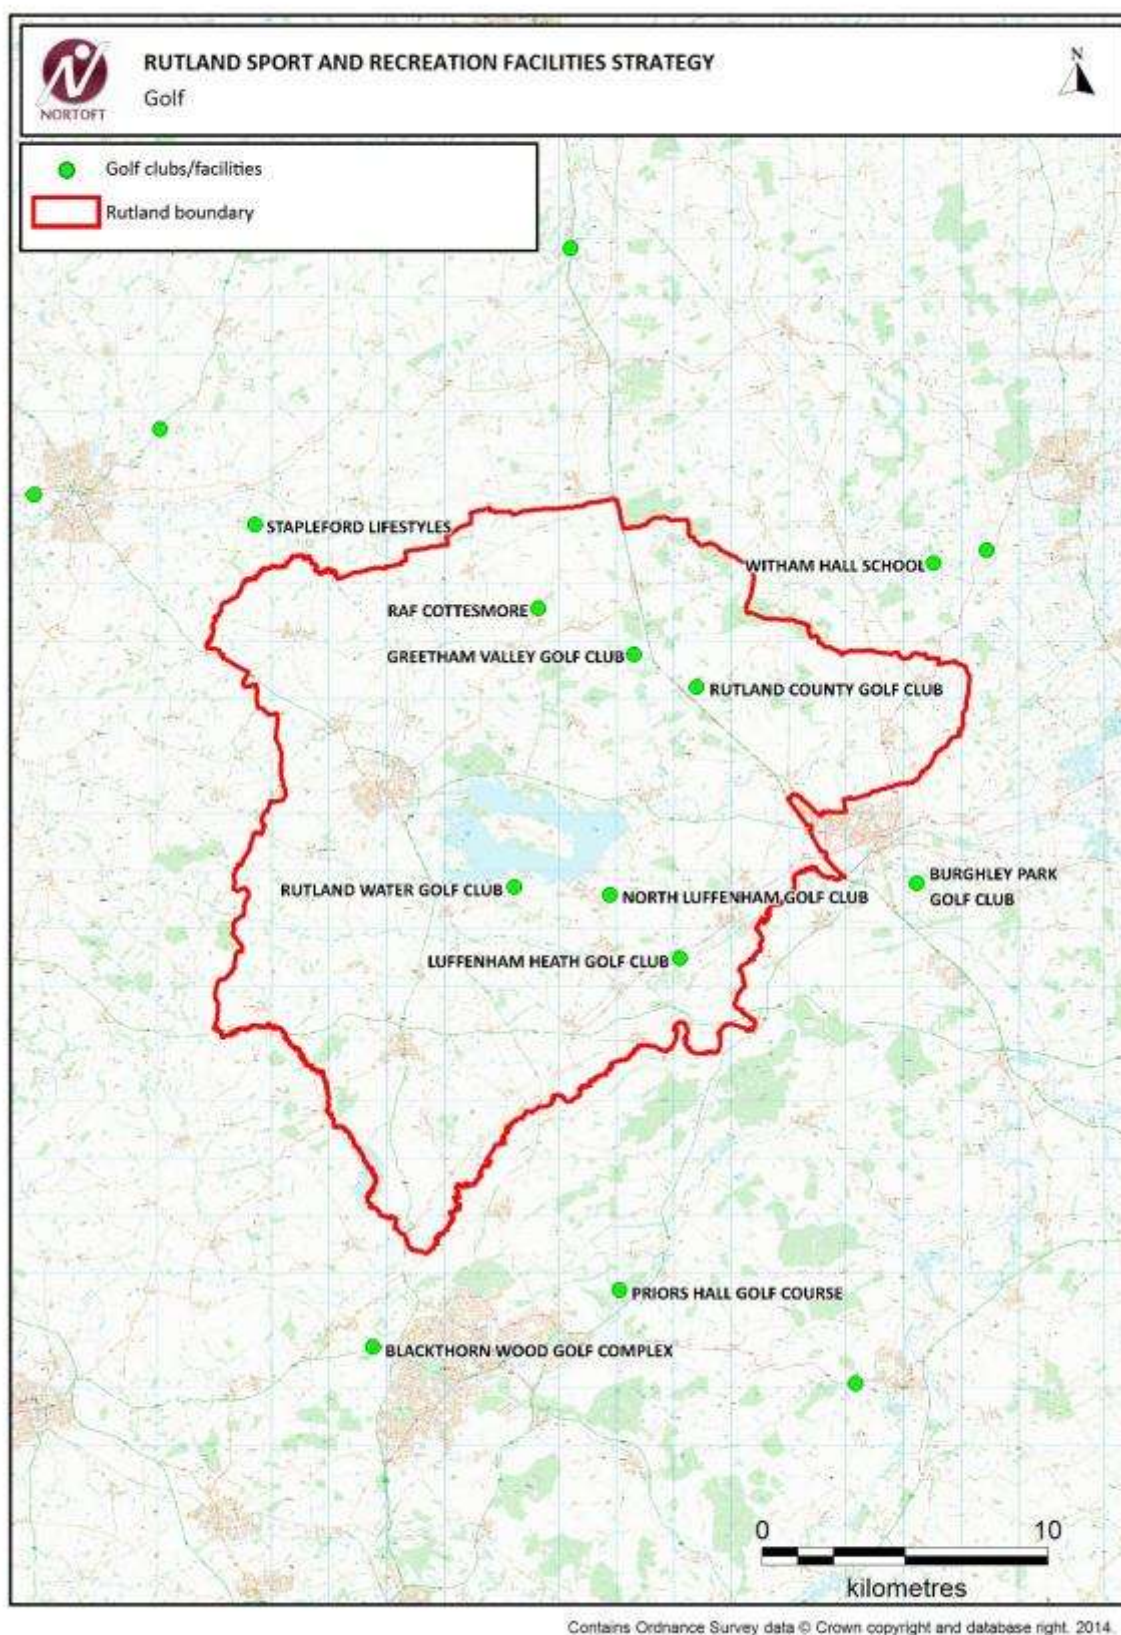 RUTLAND SPORT AND RECREATION FACILITIES STRATEGY
Golf
N
NORTOFT
Golf clubs/facilities
Rutland boundary
STAPLEFORD LIFESTYLES
WITHAM HALL SCHOOL
RAF COTTESMORE
GREETHAM VALLEY GOLF CLUB
RUTLAND COUNTY GOLF CLUB
RUTLAND WATER GOLF CLUB
NORTH LUFFENHAM GOLF CLUB
BURGHLEY PARK
GOLF CLUB
LUFFENHAM HEATH GOLF CLUB
PRIORS HALL GOLF COURSE
BLACKTHORN WOOD GOLF COMPLEX
0 10
kilometres
Contains Ordnance Survey data © Crown copyright and database right. 2014.